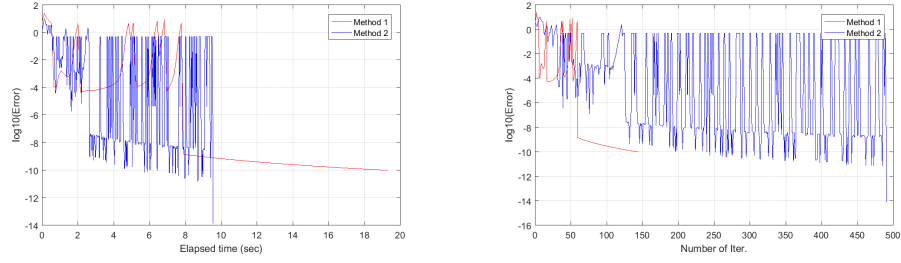 2
0
-2
-4
-6
-8
-10
-12
-14
log10(Error)
0 2 4 6 8 10 12 14 16 18 20
Elapsed time (sec)
Method 1
Method 2
2
0
-2
-4
-6
-8
-10
-12
-14
-16
log10(Error)
0 50 100 150 200 250 300 350 400 450 500
Number of Iter.
Method 1
Method 2